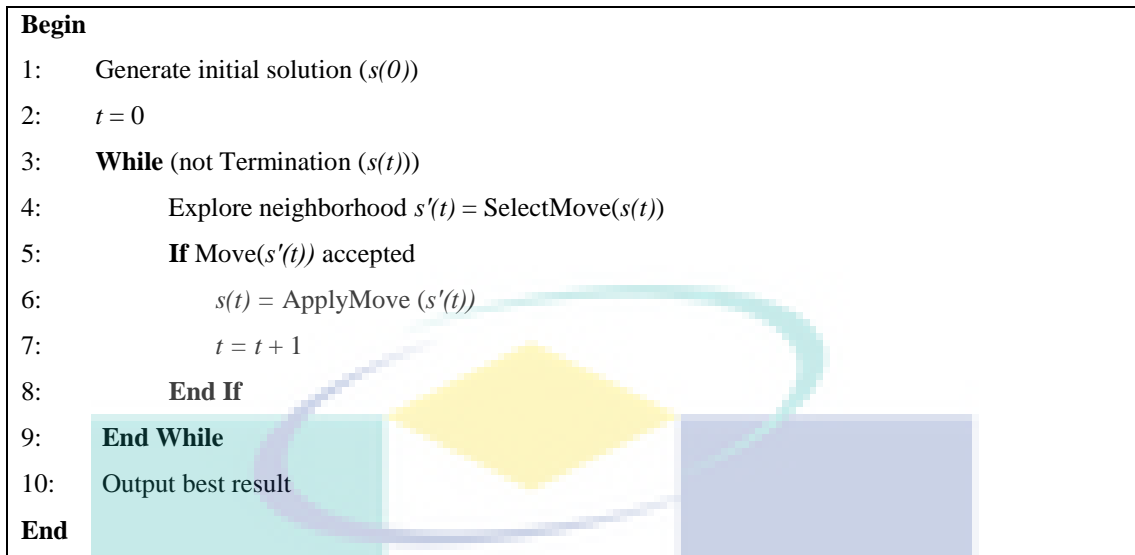 Begin
1: Generate initial solution (s(0))
2: t = 0
3: While (not Termination (s(t)))
4: Explore neighborhood s'(t) = SelectMove(s(t))
5: If Move(s'(t)) accepted
6: s(t) = ApplyMove (s'(t))
7: t = t + 1
8: End If
9: End While
10: Output best result
End